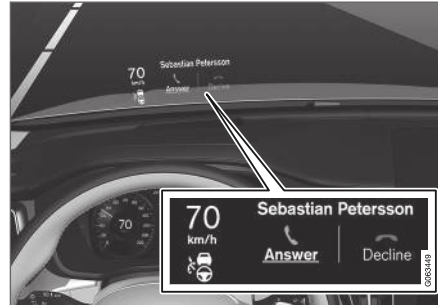 70
km/h
Sebastian Petersson
Answer
Decline
70
70
km/h
Sebastian Petersson
Answer
Decline
G063449